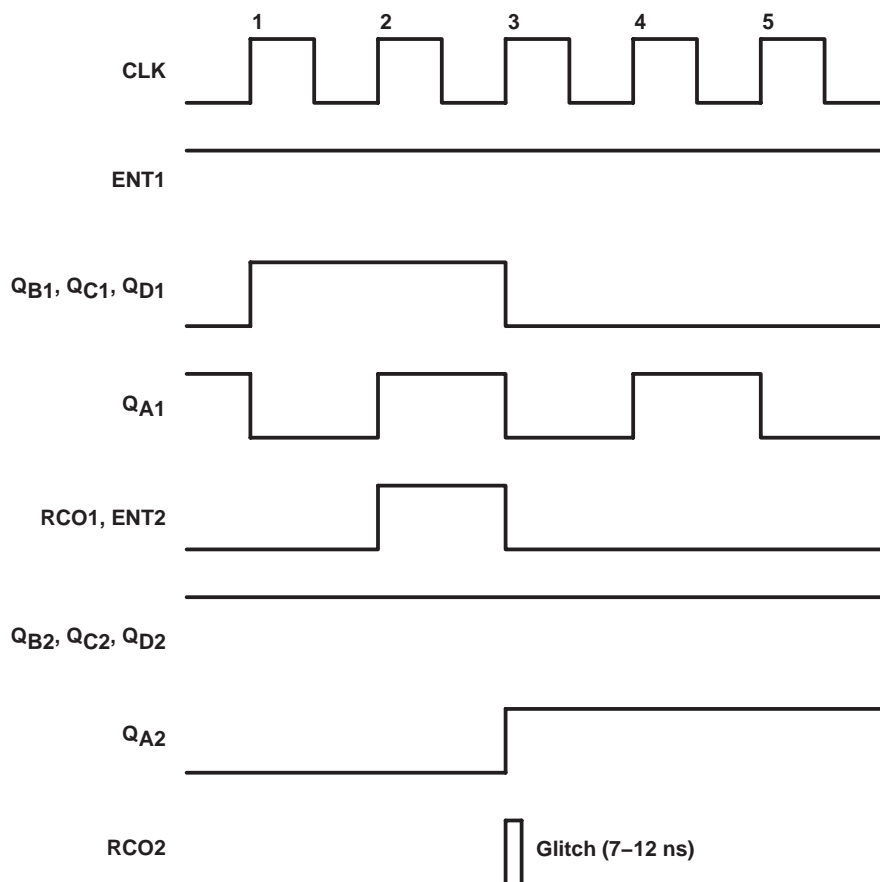 1 2 3 4 5
CLK
ENT1
QB1, QC1, QD1
QA1
RCO1, ENT2
QB2, QC2, QD2
QA2
RCO2 Glitch (7–12 ns)